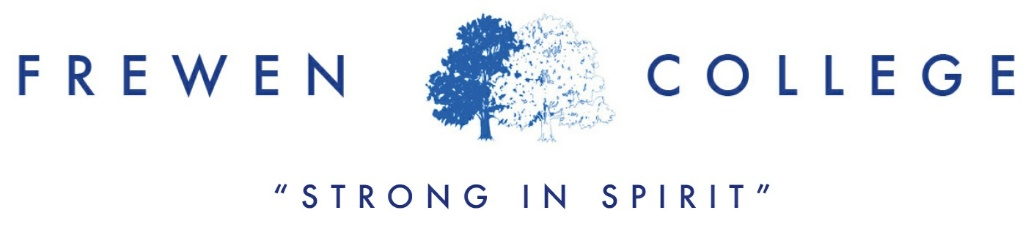 FREWEN COLLEGE
“STRONG IN SPIRIT”